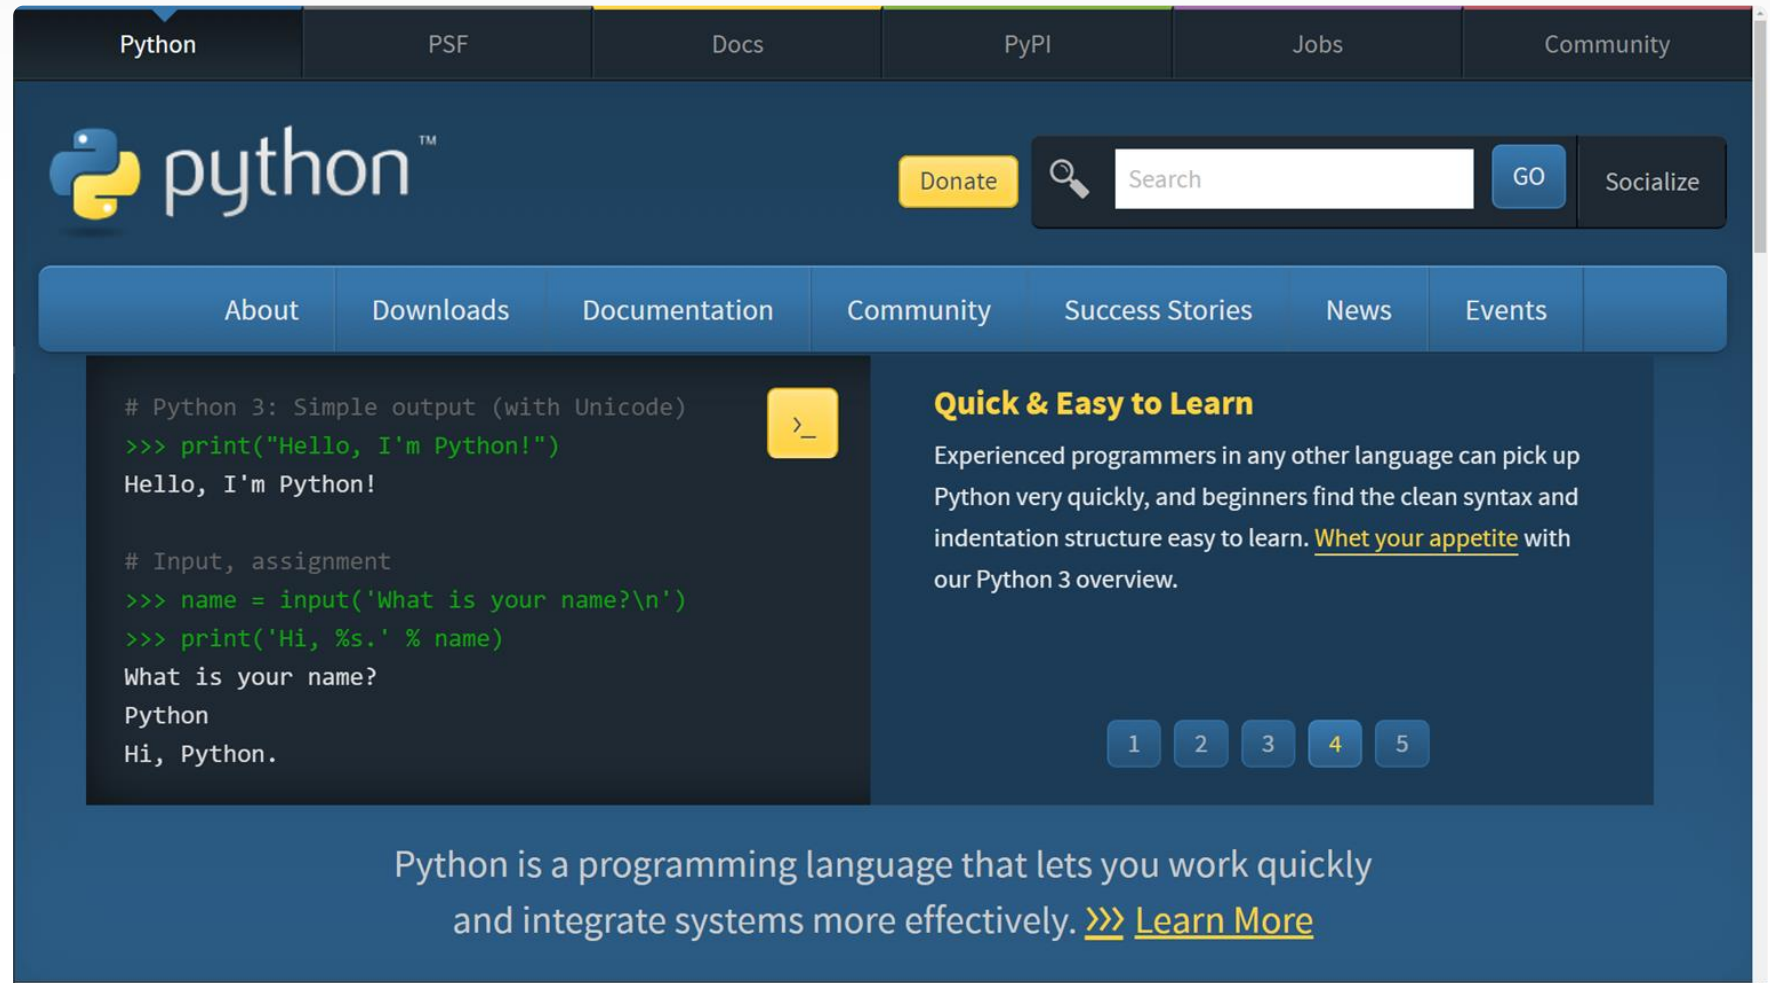 Python
PSF
Docs
PyPI
Jobs
Community
python™
Donate
Search
GO
Socialize
About
Downloads
Documentation
Community
Success Stories
News
Events
# Python 3: Simple output (with Unicode)
>>> print("Hello, I'm Python!")
Hello, I'm Python!
# Input, assignment
>>> name = input('What is your name?\n')
>>> print('Hi, %s.' % name)
What is your name?
Python
Hi, Python.
>_
Quick & Easy to Learn
Experienced programmers in any other language can pick up
Python very quickly, and beginners find the clean syntax and
indentation structure easy to learn. Whet your appetite with
our Python 3 overview.
1 2 3 4 5
Python is a programming language that lets you work quickly
and integrate systems more effectively. >>> Learn More